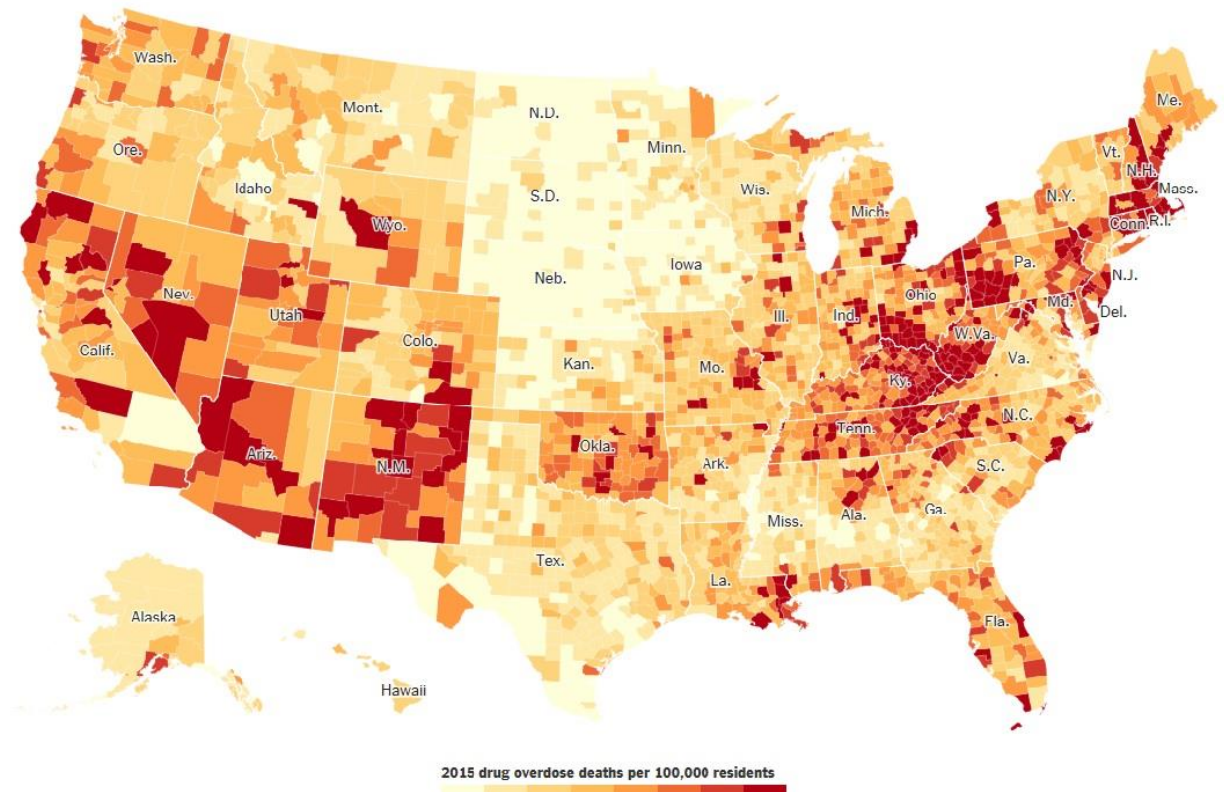 Wash.
Mont.
N.D.
Minn.
Me.
Ore.
Idaho
S.D.
Wis.
Vt.
N.H.
Wyo.
Mich.
N.Y.
Mass.
Conn.
R.I.
Neb.
Iowa
Pa.
N.J.
Nev.
Utah
Colo.
Ill.
Ind.
Ohio
Md.
Del.
Calif.
Kan.
Mo.
W.Va.
Va.
Ky.
Ariz.
N.M.
Okla.
Ark.
Tenn.
N.C.
S.C.
Miss.
Ala.
Ga.
Tex.
La.
Alaska
Fla.
Hawaii
2015 drug overdose deaths per 100,000 residents